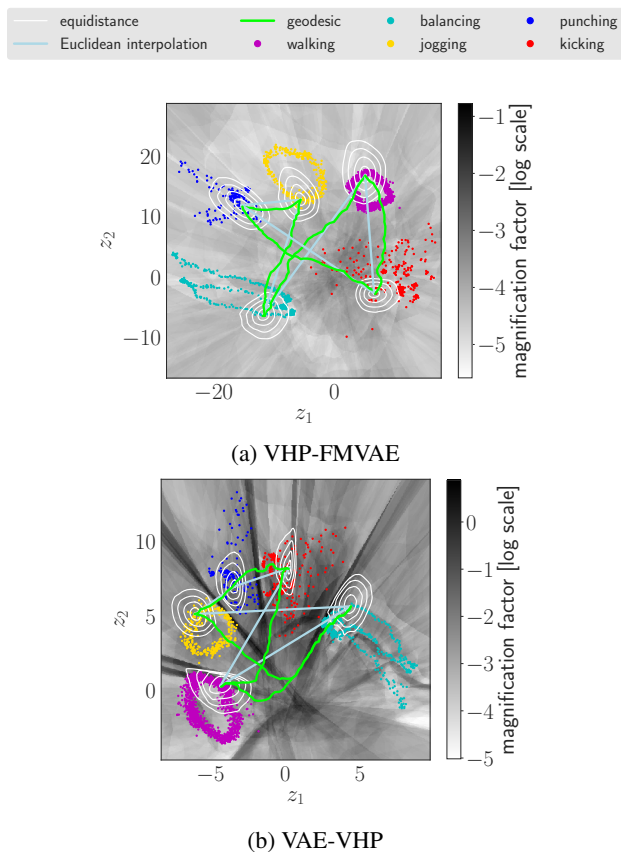 equidistance geodesic balancing punching
Euclidean interpolation walking jogging kicking
20
10
0
−10
z2
−20 0
z1
−1
−2
−3
−4
−5
magnification factor [log scale]
(a) VHP-FMVAE
10
5
0
z2
−5 0 5
z1
0
−1
−2
−3
−4
−5
magnification factor [log scale]
(b) VAE-VHP